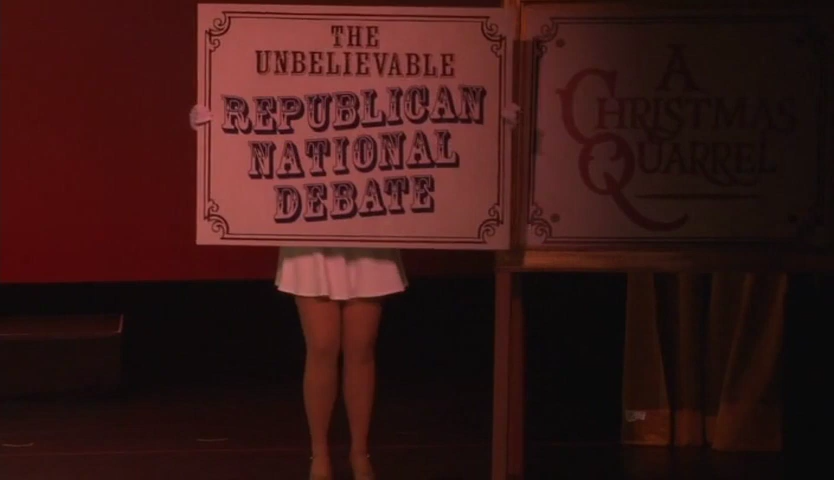 THE
UNBELIEVABLE
REPUBLICAN
NATIONAL
DEBATE
A
CHRISTMAS
QUARREL